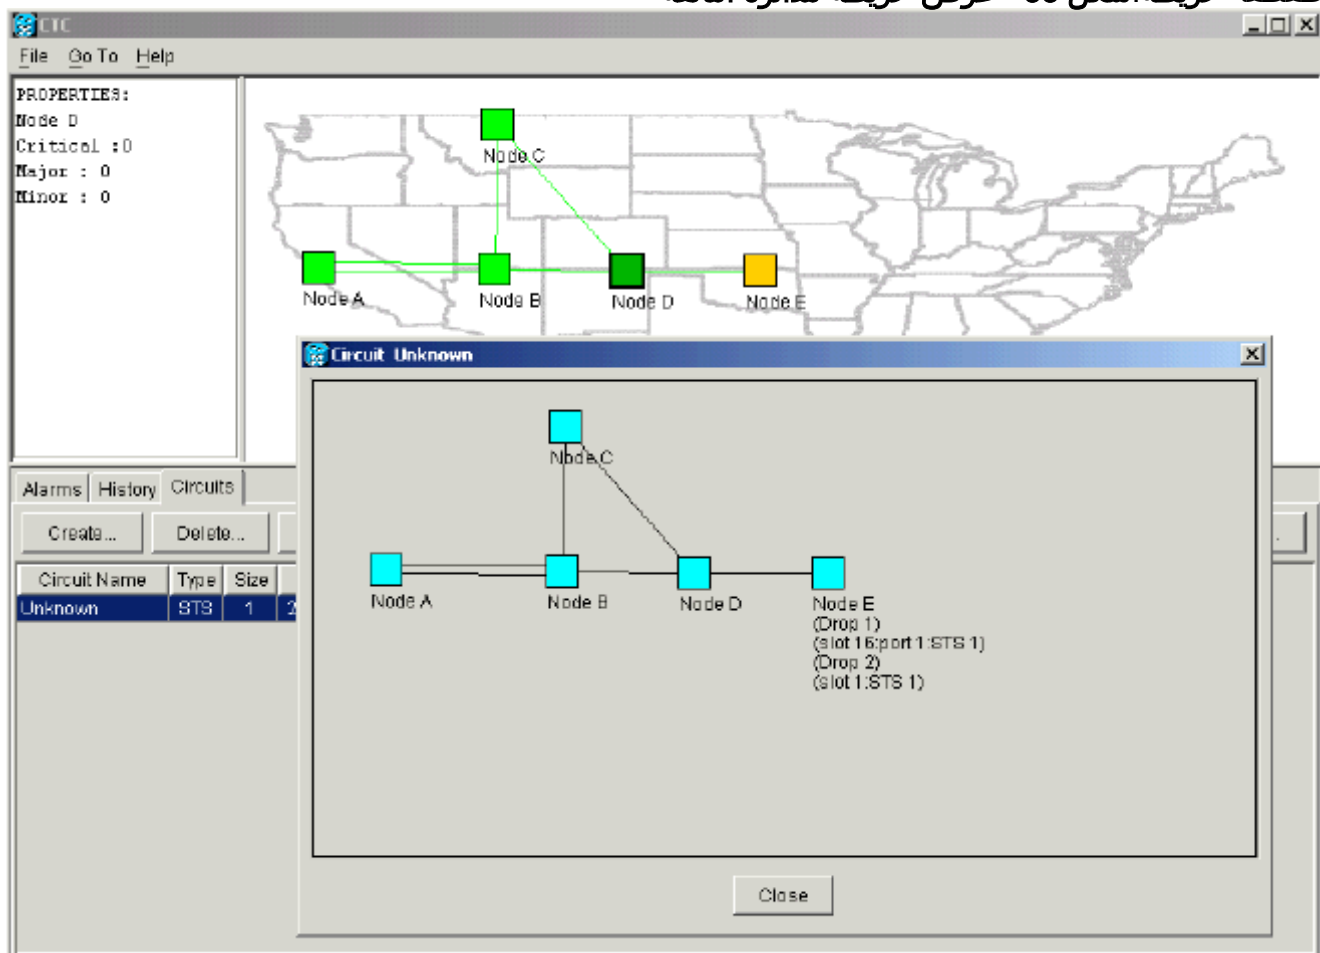 CTC
File Go To Help
PROPERTIES:
Node D
Critical :0
Major : 0
Minor : 0
Node C
Node A
Node B
Node D
Node E
Circuit Unknown
Node C
Node A
Node B
Node D
Node E
(Drop 1)
(slot 16:port 1:STS 1)
(Drop 2)
(slot 1:STS 1)
Alarms History Circuits
Create... Delete...
Circuit Name Type Size
Unknown STS 1 2
Close